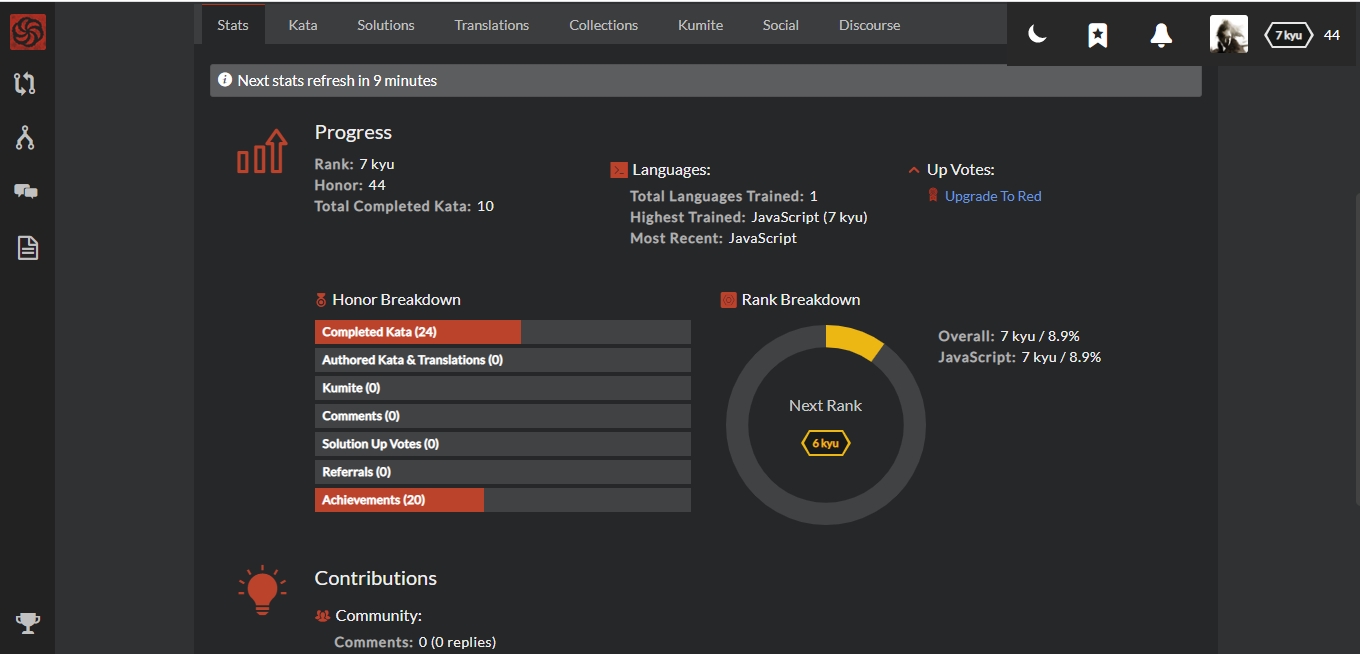 Stats Kata Solutions Translations Collections Kumite Social Discourse
7 kyu 44
Next stats refresh in 9 minutes
Progress
Rank: 7 kyu
Honor: 44
Total Completed Kata: 10
Languages:
Total Languages Trained: 1
Highest Trained: JavaScript (7 kyu)
Most Recent: JavaScript
Up Votes:
Upgrade To Red
Honor Breakdown
Completed Kata (24)
Authored Kata & Translations (0)
Kumite (0)
Comments (0)
Solution Up Votes (0)
Referrals (0)
Achievements (20)
Rank Breakdown
Next Rank
6 kyu
Overall: 7 kyu / 8.9%
JavaScript: 7 kyu / 8.9%
Contributions
Community:
Comments: 0 (0 replies)